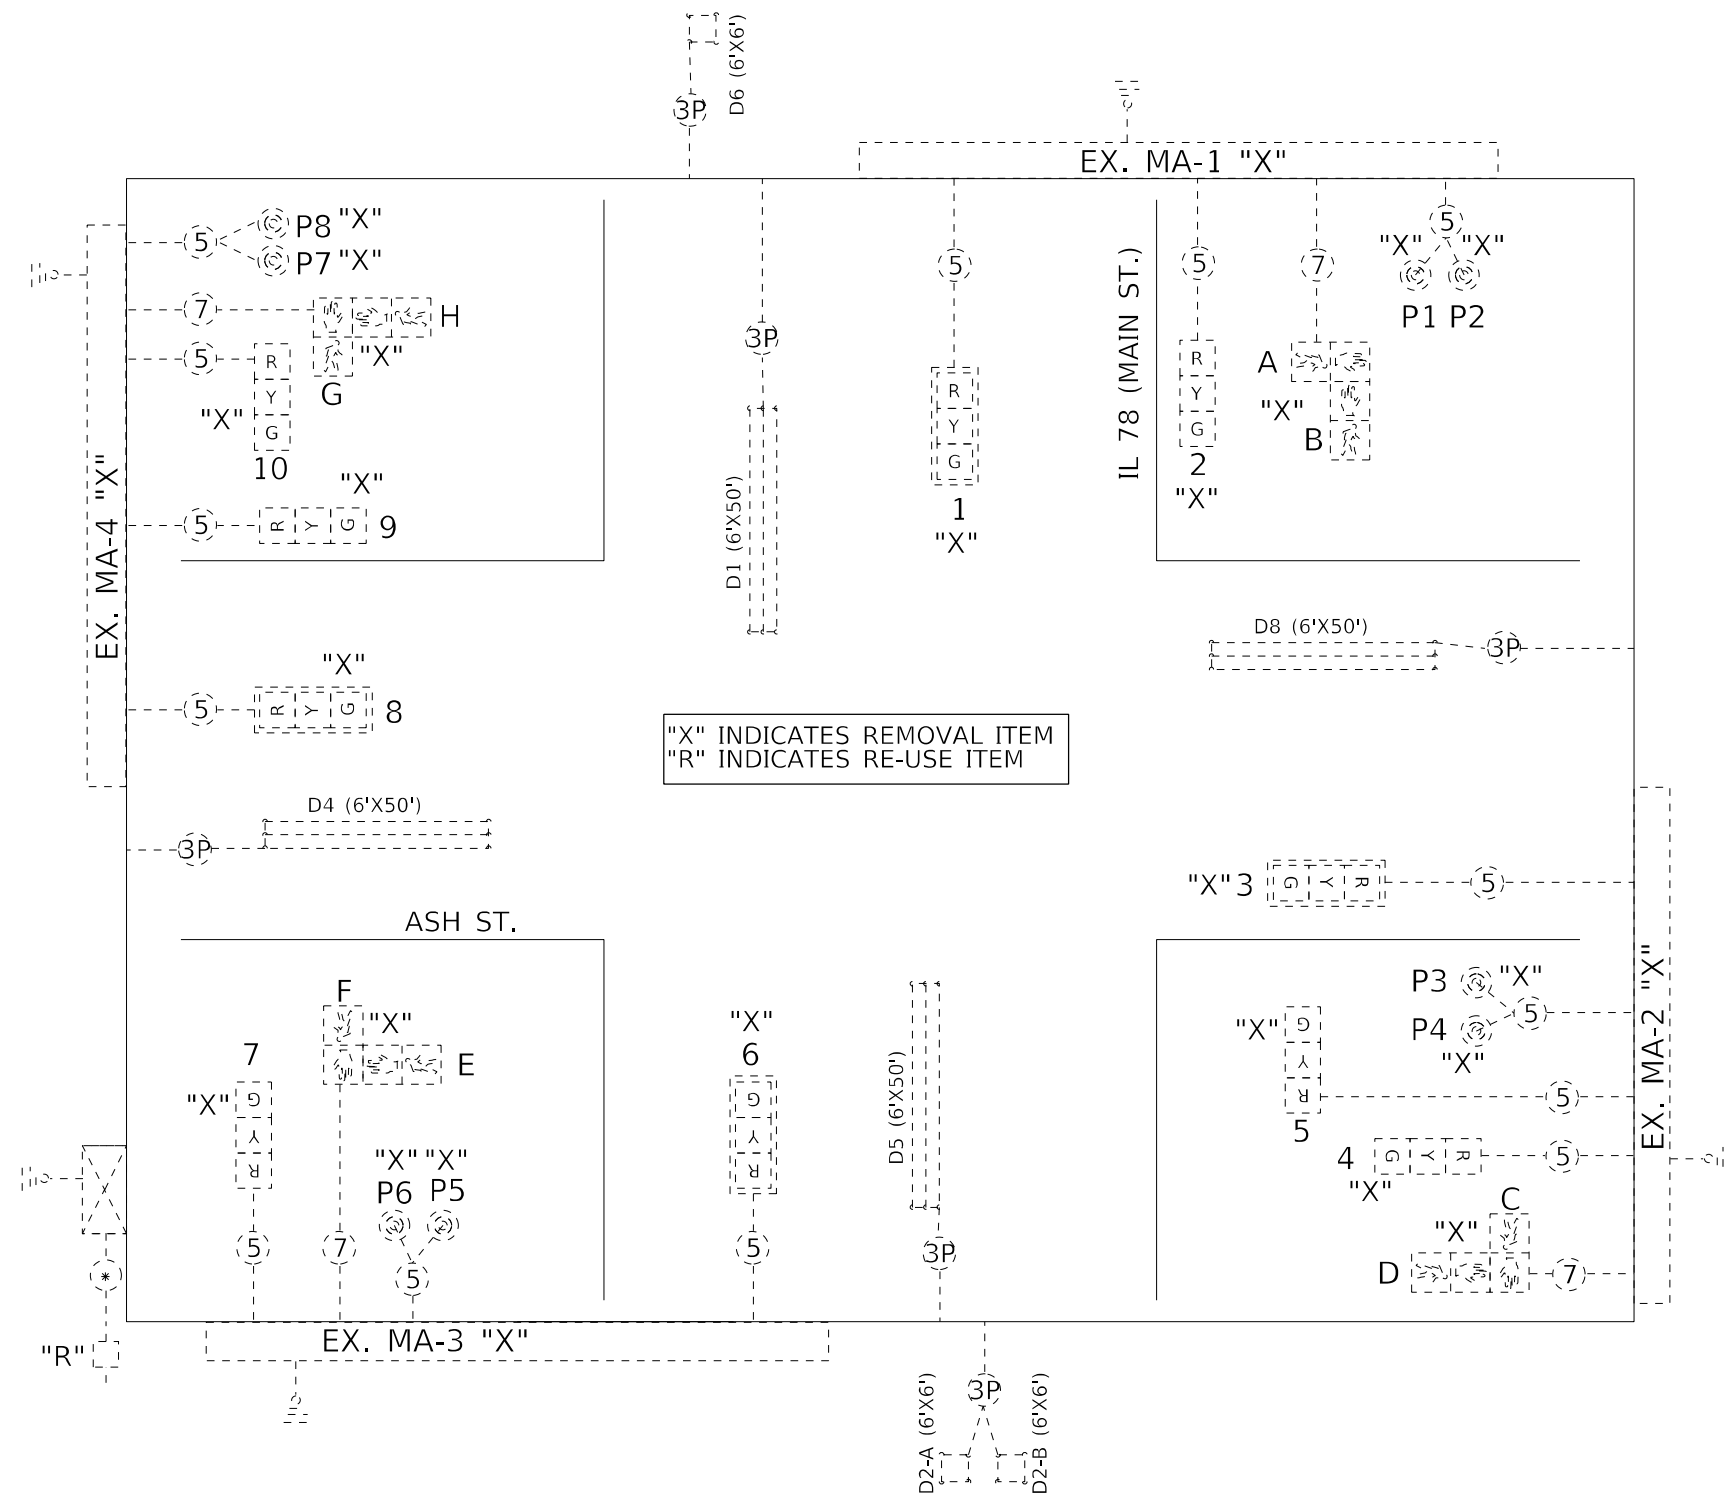 D6 (6'X6')
3P
EX. MA-1 "X"
5
P8 "X"
P7 "X"
7
H
5
"X"
G
R
Y
G
"X"
10
EX. MA-4 "X"
"X"
5
R Y G 9
3P
D1 (6'X50')
5
R
Y
G
1
"X"
IL 78 (MAIN ST.)
5
R
Y
G
2
"X"
7
A
"X"
B
5
"X" "X"
P1 P2
D8 (6'X50')
3P
"X"
5
R Y G 8
"X" INDICATES REMOVAL ITEM
"R" INDICATES RE-USE ITEM
D4 (6'X50')
3P
ASH ST.
"X" 3 G Y R
5
EX. MA-2 "X"
P3 "X"
P4
"X"
5
"X"
G
Y
R
5
5
4 G Y R
5
"X"
C
"X"
D
7
F
"X"
E
7
"X"
G
Y
R
5
7
"X" "X"
P6 P5
5
"X"
6
G
Y
R
5
D5 (6'X50')
3P
*
"R"
EX. MA-3 "X"
3P
D2-A (6'X6')
D2-B (6'X6')